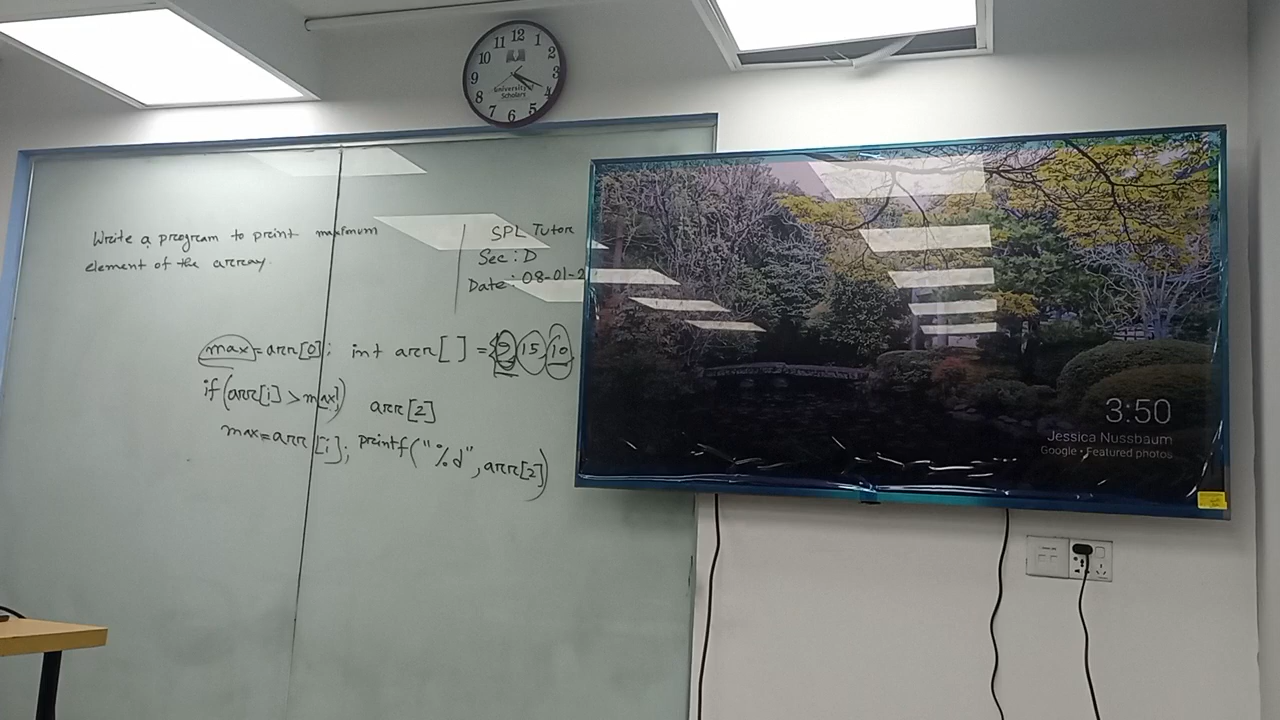 12
11
1
10
2
9
3
8
4
7
5
6
University of
Scholars
Write a program to print maximum
element of the array.
SPL Tutor
Sec : D
Date : 08-01-2
max = arr[0]; int arr[ ] = {9, 15, 10
if (arr[i] > max)
arr[2]
max = arr[i]; printf("%d", arr[2])
3:50
Jessica Nussbaum
Google • Featured photos